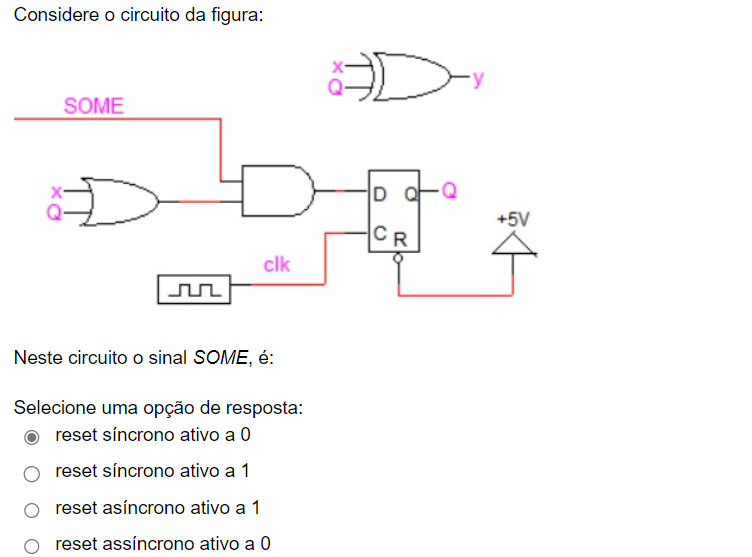 Considere o circuito da figura:
x
Q
y
SOME
x
Q
D Q
Q
C R
+5V
clk
Neste circuito o sinal SOME, é:
Selecione uma opção de resposta:
reset síncrono ativo a 0
reset síncrono ativo a 1
reset asíncrono ativo a 1
reset assíncrono ativo a 0